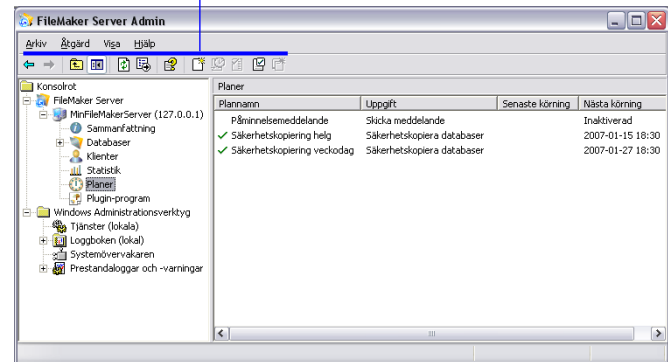 FileMaker Server Admin
Arkiv Åtgärd Visa Hjälp
Konsolrot
FileMaker Server
MinFileMakerServer (127.0.0.1)
Sammanfattning
Databaser
Klienter
Statistik
Planer
Plugin-program
Windows Administrationsverktyg
Tjänster (lokala)
Loggboken (lokal)
Systemövervakaren
Prestandaloggar och -varningar
Planer
Plannamn Uppgift Senaste körning Nästa körning
Påminnelsemeddelande Skicka meddelande Inaktiverad
Säkerhetskopiering helg Säkerhetskopiera databaser 2007-01-15 18:30
Säkerhetskopiering veckodag Säkerhetskopiera databaser 2007-01-27 18:30